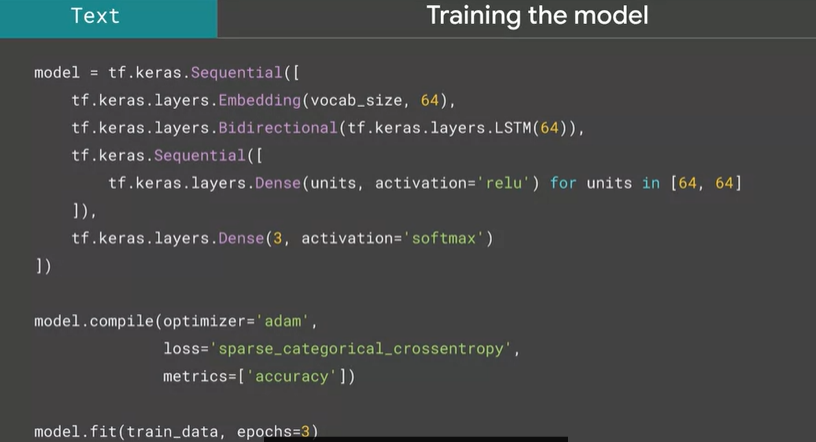 Text
Training the model
model = tf.keras.Sequential([
    tf.keras.layers.Embedding(vocab_size, 64),
    tf.keras.layers.Bidirectional(tf.keras.layers.LSTM(64)),
    tf.keras.Sequential([
        tf.keras.layers.Dense(units, activation='relu') for units in [64, 64]
    ]),
    tf.keras.layers.Dense(3, activation='softmax')
])
model.compile(optimizer='adam',
              loss='sparse_categorical_crossentropy',
              metrics=['accuracy'])
model.fit(train_data, epochs=3)